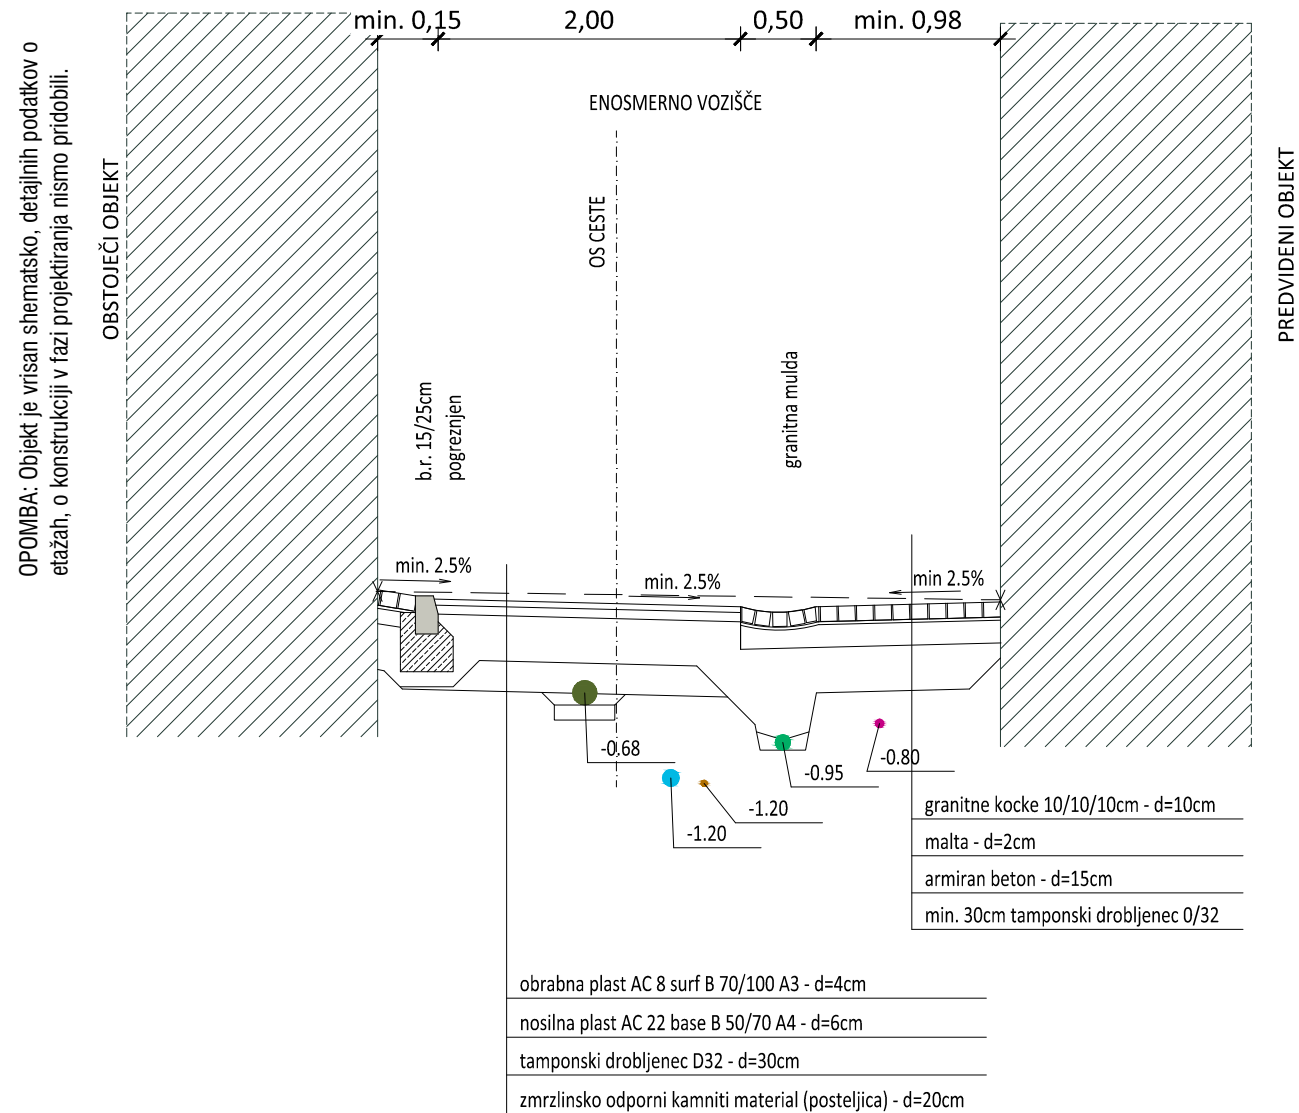 min. 0,15
2,00
0,50
min. 0,98
ENOSMERNO VOZIŠČE
OPOMBA: Objekt je vrisan shematsko, detajlnih podatkov o
etažah, o konstrukciji v fazi projektiranja nismo pridobili.
OBSTOJEČI OBJEKT
OS CESTE
PREDVIDENI OBJEKT
b.r. 15/25cm
pogreznjen
granitna mulda
min. 2.5%
min. 2.5%
min 2.5%
-0.68
-0.95
-0.80
-1.20
-1.20
granitne kocke 10/10/10cm - d=10cm
malta - d=2cm
armiran beton - d=15cm
min. 30cm tamponski drobljenec 0/32
obrabna plast AC 8 surf B 70/100 A3 - d=4cm
nosilna plast AC 22 base B 50/70 A4 - d=6cm
tamponski drobljenec D32 - d=30cm
zmrzlinsko odporni kamniti material (posteljica) - d=20cm